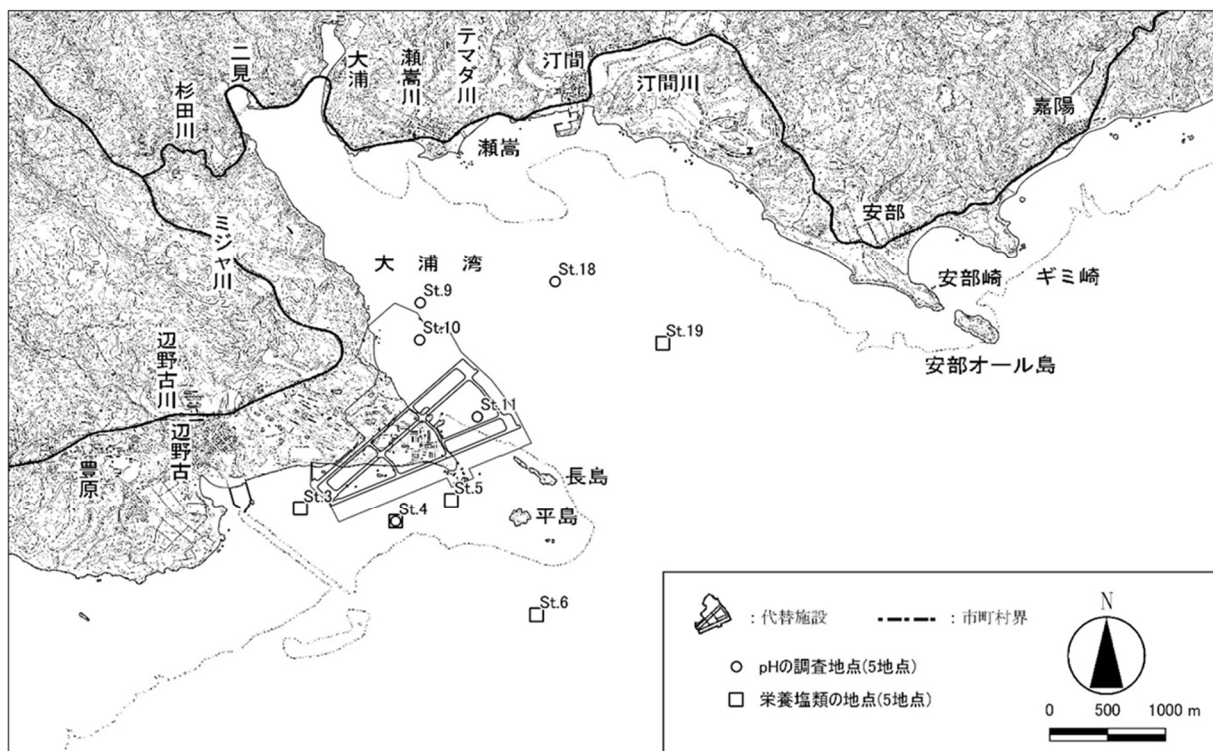 二見
大浦
瀬嵩川
テマダ川
汀間
汀間川
嘉陽
杉田川
瀬嵩
安部
ミジャ川
大浦湾
安部崎
ギミ崎
St.9
St.18
St.10
St.19
安部オール島
辺野古川
辺野古
豊原
St.11
長島
St.3
St.4
St.5
平島
St.6
：代替施設
：市町村界
pHの調査地点(5地点)
栄養塩類の地点(5地点)
N
0 500 1000 m